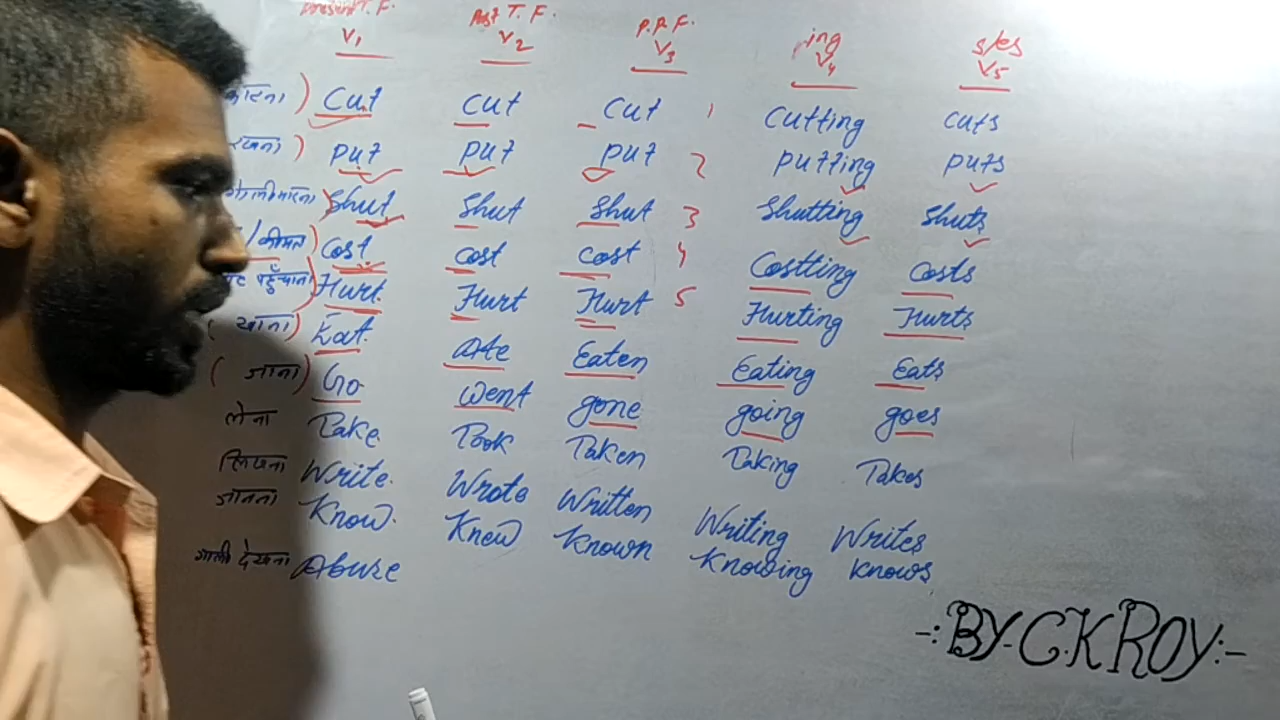 Present T. F. Past T. F. P.P.F. ing s/es
V1 V2 V3 V4 V5
काटना) Cut cut cut 1 cutting cuts
रखना) put put put 2 putting puts
गोली मारना) Shut Shut Shut 3 Shutting Shuts
/कीमत) Cost cost cost 4 Costting costs
पहुँचाना) Hurt. Hurt Hurt 5 Hurting Hurts
(खाना) Eat. Ate Eaten Eating Eats
(जाना) Go Went gone going goes
लेना Take Took Taken Taking Takes
लिखना Write. Wrote Written Writing Writes
जानना Know. Knew Known Knowing Knows
गाली देखना Abuse
-: BY-C.K ROY:-